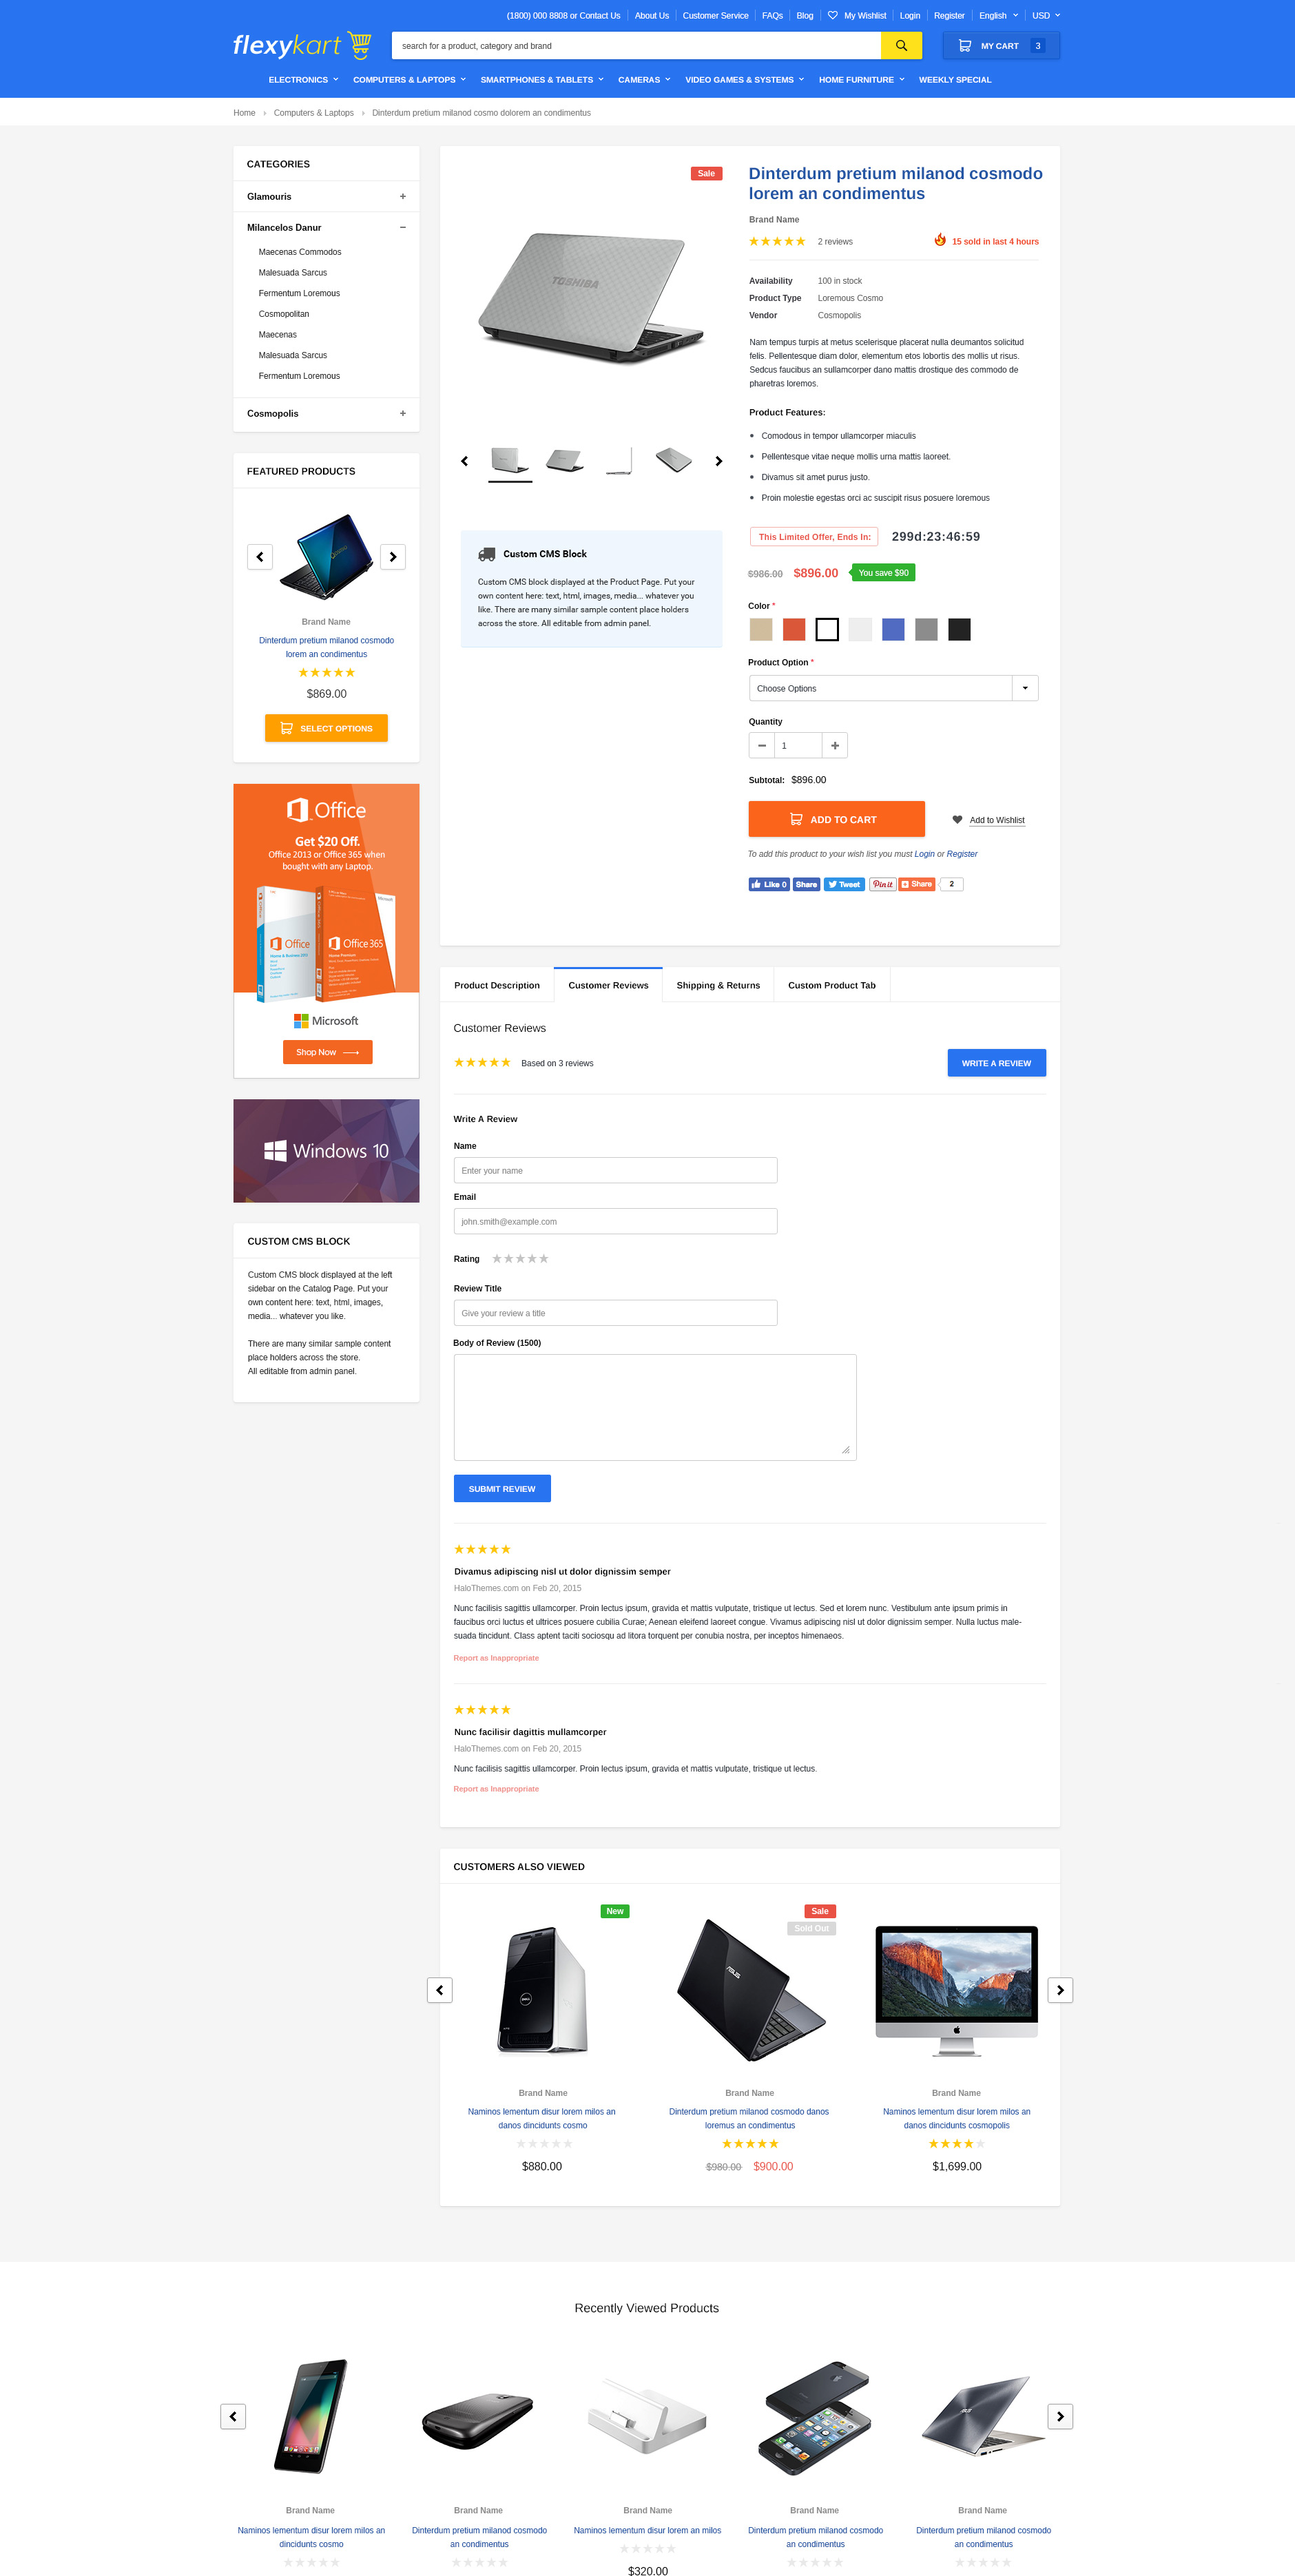 (1800) 000 8808 or Contact Us
About Us
Customer Service
FAQs
Blog
My Wishlist
Login
Register
English
USD
flexykart
search for a product, category and brand
MY CART 3
ELECTRONICS
COMPUTERS & LAPTOPS
SMARTPHONES & TABLETS
CAMERAS
VIDEO GAMES & SYSTEMS
HOME FURNITURE
WEEKLY SPECIAL
Home › Computers & Laptops › Dinterdum pretium milanod cosmo dolorem an condimentus
CATEGORIES
Glamouris +
Milancelos Danur −
Maecenas Commodos
Malesuada Sarcus
Fermentum Loremous
Cosmopolitan
Maecenas
Malesuada Sarcus
Fermentum Loremous
Cosmopolis +
FEATURED PRODUCTS
Brand Name
Dinterdum pretium milanod cosmodo
lorem an condimentus
$869.00
SELECT OPTIONS
Office
Get $20 Off.
Office 2013 or Office 365 when
bought with any Laptop.
Office
Office 365
Microsoft
Shop Now
Windows 10
CUSTOM CMS BLOCK
Custom CMS block displayed at the left
sidebar on the Catalog Page. Put your
own content here: text, html, images,
media... whatever you like.
There are many similar sample content
place holders across the store.
All editable from admin panel.
Sale
TOSHIBA
Custom CMS Block
Custom CMS block displayed at the Product Page. Put your
own content here: text, html, images, media... whatever you
like. There are many similar sample content place holders
across the store. All editable from admin panel.
Dinterdum pretium milanod cosmodo
lorem an condimentus
Brand Name
2 reviews
15 sold in last 4 hours
Availability 100 in stock
Product Type Loremous Cosmo
Vendor Cosmopolis
Nam tempus turpis at metus scelerisque placerat nulla deumantos solicitud
felis. Pellentesque diam dolor, elementum etos lobortis des mollis ut risus.
Sedcus faucibus an sullamcorper dano mattis drostique des commodo de
pharetras loremos.
Product Features:
• Comodous in tempor ullamcorper miaculis
• Pellentesque vitae neque mollis urna mattis laoreet.
• Divamus sit amet purus justo.
• Proin molestie egestas orci ac suscipit risus posuere loremous
This Limited Offer, Ends In: 299d:23:46:59
$986.00 $896.00 You save $90
Color *
Product Option *
Choose Options
Quantity
− 1 +
Subtotal: $896.00
ADD TO CART
Add to Wishlist
To add this product to your wish list you must Login or Register
Like 0
Share
Tweet
Pinit
Share
2
Product Description
Customer Reviews
Shipping & Returns
Custom Product Tab
Customer Reviews
Based on 3 reviews
WRITE A REVIEW
Write A Review
Name
Enter your name
Email
john.smith@example.com
Rating
Review Title
Give your review a title
Body of Review (1500)
SUBMIT REVIEW
Divamus adipiscing nisl ut dolor dignissim semper
HaloThemes.com on Feb 20, 2015
Nunc facilisis sagittis ullamcorper. Proin lectus ipsum, gravida et mattis vulputate, tristique ut lectus. Sed et lorem nunc. Vestibulum ante ipsum primis in
faucibus orci luctus et ultrices posuere cubilia Curae; Aenean eleifend laoreet congue. Vivamus adipiscing nisl ut dolor dignissim semper. Nulla luctus male-
suada tincidunt. Class aptent taciti sociosqu ad litora torquent per conubia nostra, per inceptos himenaeos.
Report as Inappropriate
Nunc facilisir dagittis mullamcorper
HaloThemes.com on Feb 20, 2015
Nunc facilisis sagittis ullamcorper. Proin lectus ipsum, gravida et mattis vulputate, tristique ut lectus.
Report as Inappropriate
CUSTOMERS ALSO VIEWED
New
DELL
Brand Name
Naminos lementum disur lorem milos an
danos dincidunts cosmo
$880.00
Sale
Sold Out
ASUS
Brand Name
Dinterdum pretium milanod cosmodo danos
loremus an condimentus
$980.00 $900.00
Brand Name
Naminos lementum disur lorem milos an
danos dincidunts cosmopolis
$1,699.00
Recently Viewed Products
Brand Name
Naminos lementum disur lorem milos an
dincidunts cosmo
Brand Name
Dinterdum pretium milanod cosmodo
an condimentus
Brand Name
Naminos lementum disur lorem an milos
$320.00
Brand Name
Dinterdum pretium milanod cosmodo
an condimentus
Brand Name
Dinterdum pretium milanod cosmodo
an condimentus